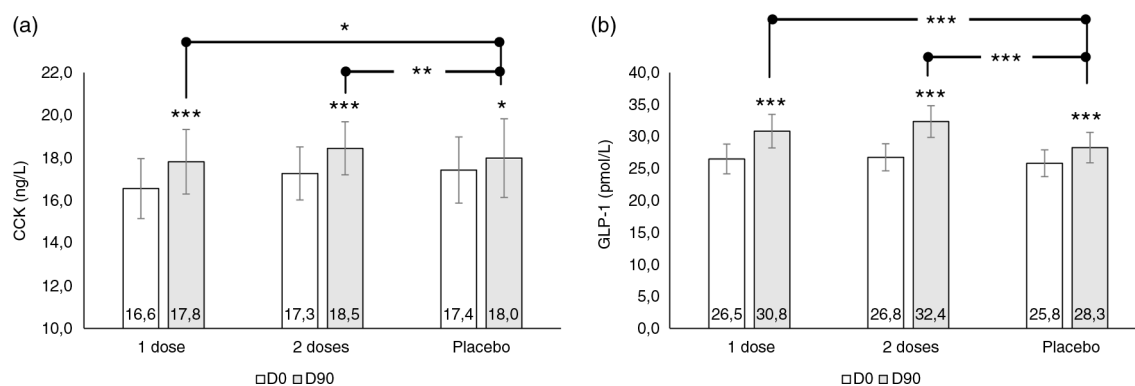 (a)
*
**
***
***
*
22,0
20,0
18,0
16,0
14,0
12,0
10,0
CCK (ng/L)
16,6 17,8 17,3 18,5 17,4 18,0
1 dose 2 doses Placebo
D0 D90
(b)
***
***
***
***
***
40,0
35,0
30,0
25,0
20,0
15,0
10,0
5,0
0,0
GLP-1 (pmol/L)
26,5 30,8 26,8 32,4 25,8 28,3
1 dose 2 doses Placebo
D0 D90